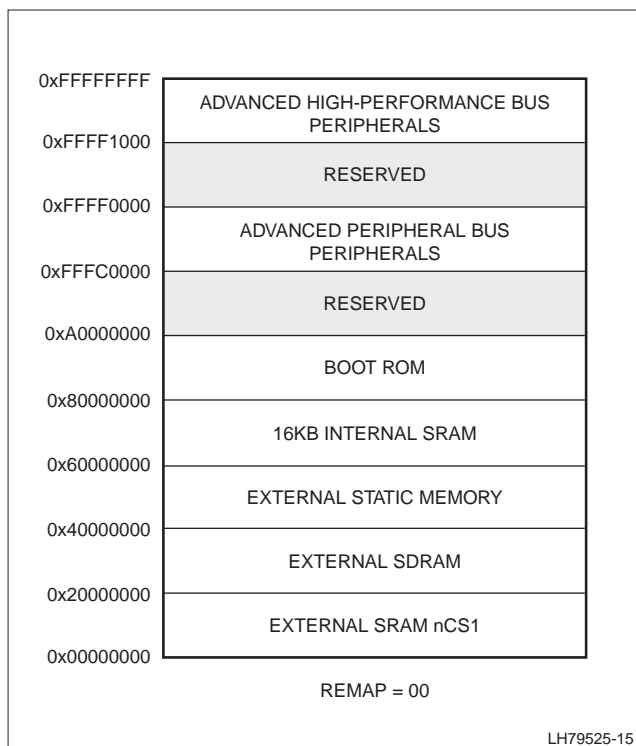 0xFFFFFFFF
ADVANCED HIGH-PERFORMANCE BUS
PERIPHERALS
0xFFFF1000
RESERVED
0xFFFF0000
ADVANCED PERIPHERAL BUS
PERIPHERALS
0xFFFC0000
RESERVED
0xA0000000
BOOT ROM
0x80000000
16KB INTERNAL SRAM
0x60000000
EXTERNAL STATIC MEMORY
0x40000000
EXTERNAL SDRAM
0x20000000
EXTERNAL SRAM nCS1
0x00000000
REMAP = 00
LH79525-15